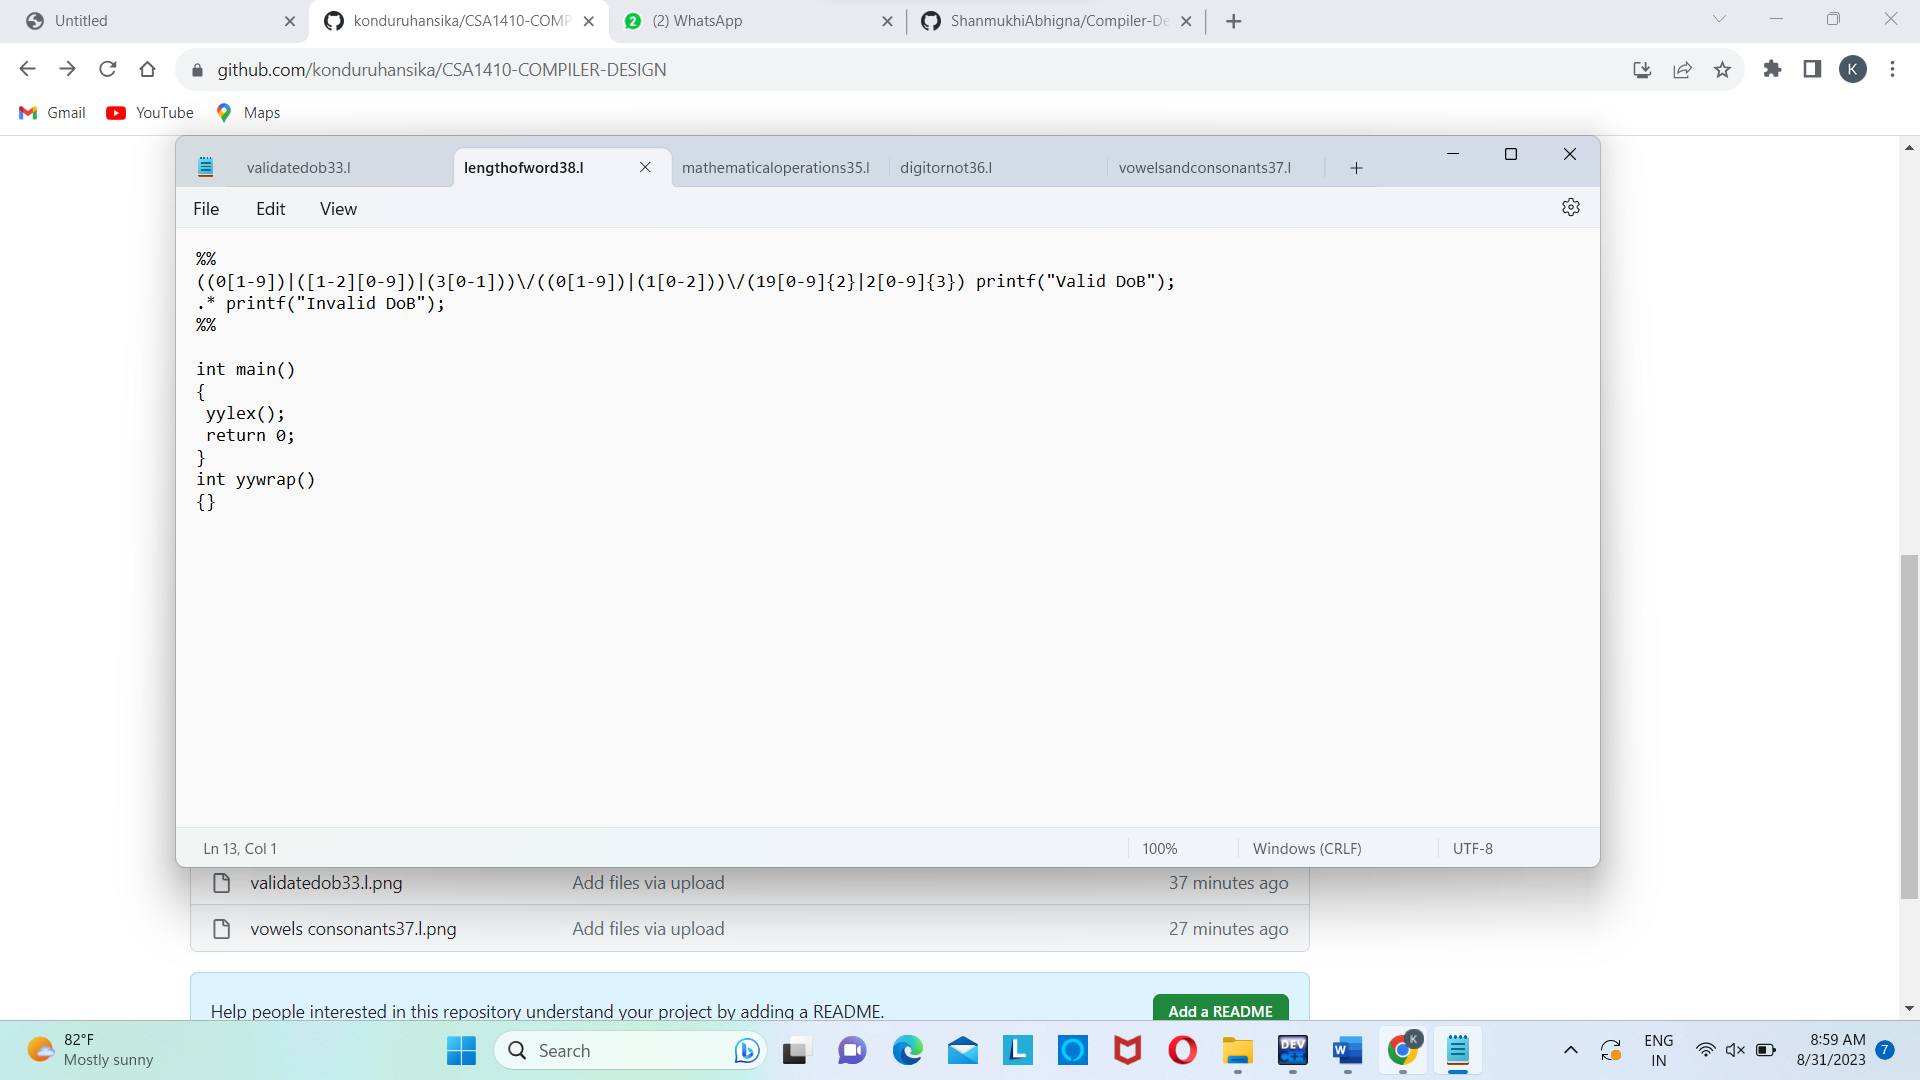 Untitled
konduruhansika/CSA1410-COMP
(2) WhatsApp
ShanmukhiAbhigna/Compiler-De
github.com/konduruhansika/CSA1410-COMPILER-DESIGN
K
Gmail
YouTube
Maps
validatedob33.l
lengthofword38.l
mathematicaloperations35.l
digitornot36.l
vowelsandconsonants37.l
File
Edit
View
%%
((0[1-9])|([1-2][0-9])|(3[0-1]))\/((0[1-9])|(1[0-2]))\/(19[0-9]{2}|2[0-9]{3}) printf("Valid DoB");
.* printf("Invalid DoB");
%%
int main()
{
yylex();
return 0;
}
int yywrap()
{}
Ln 13, Col 1
100%
Windows (CRLF)
UTF-8
validatedob33.l.png
Add files via upload
37 minutes ago
vowels consonants37.l.png
Add files via upload
27 minutes ago
Help people interested in this repository understand your project by adding a README.
Add a README
82°F
Mostly sunny
Search
ENG
IN
8:59 AM
8/31/2023
7